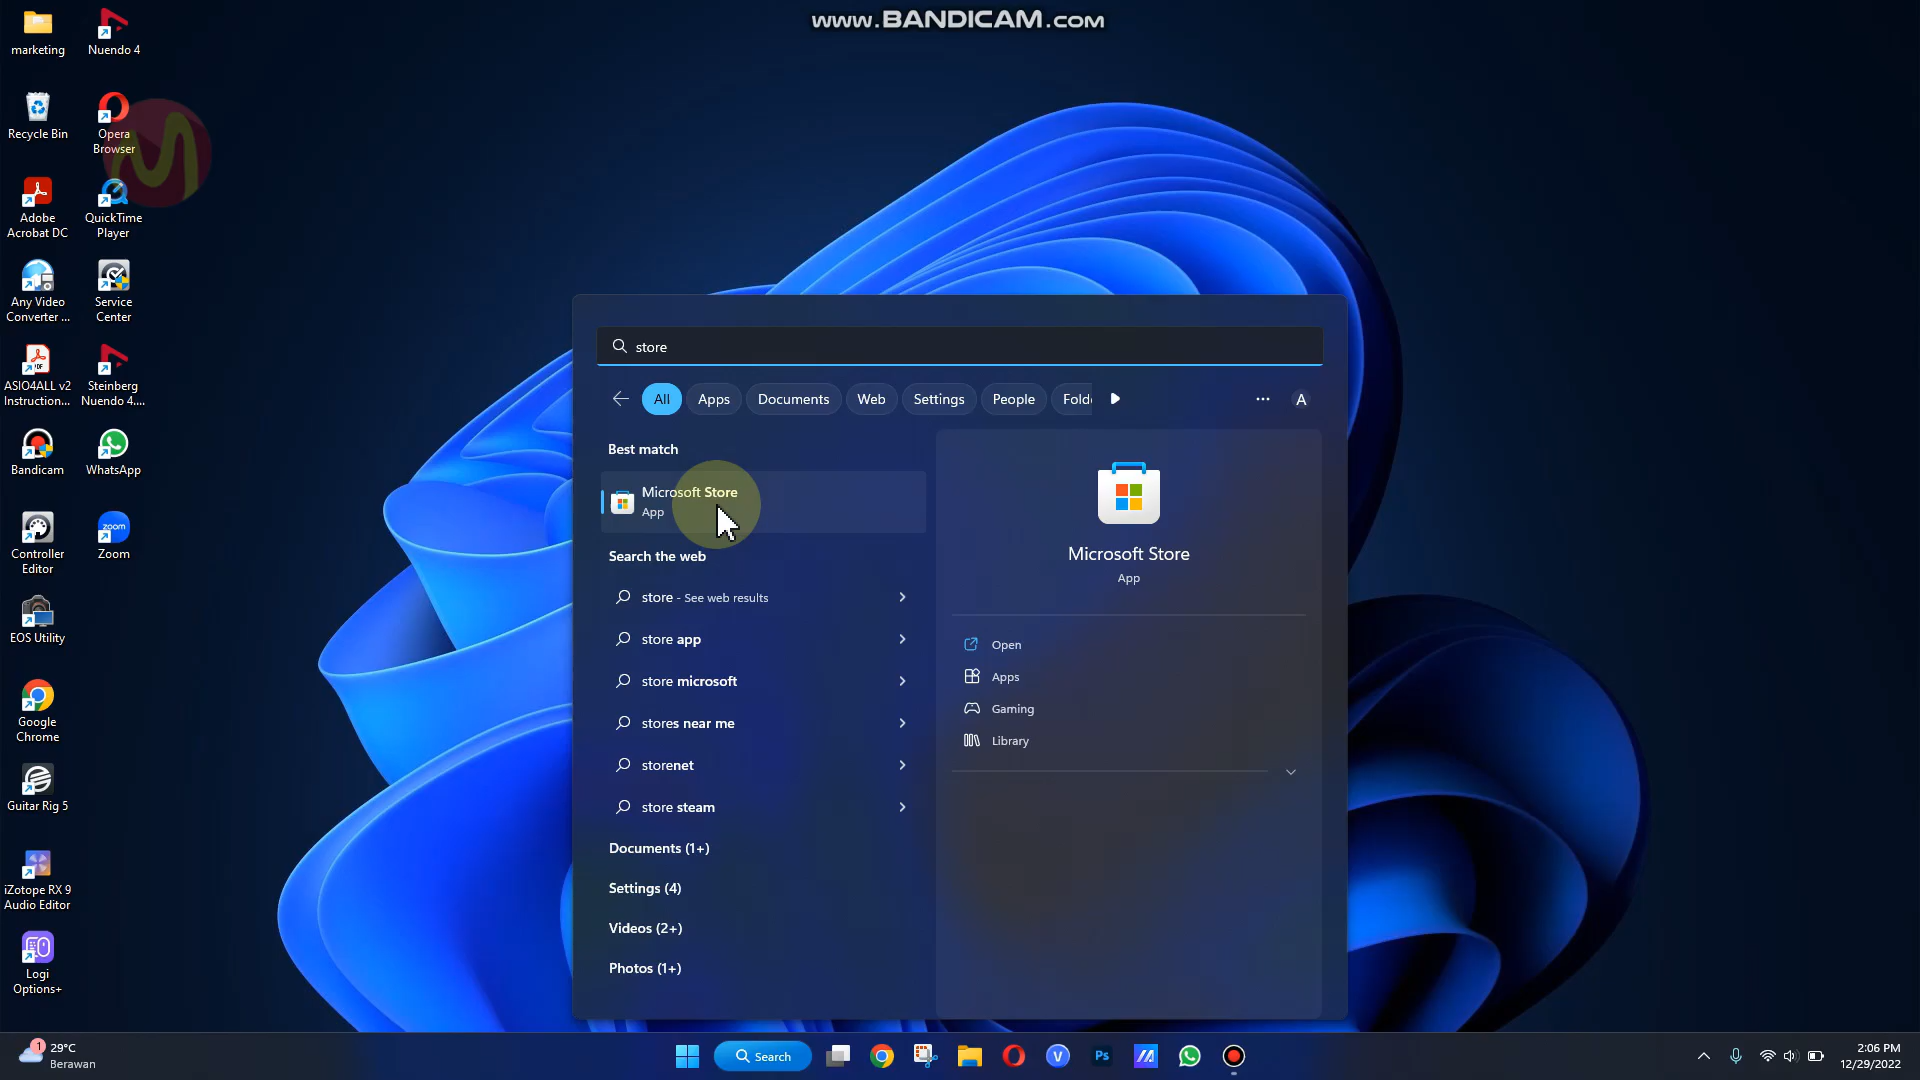 www.BANDICAM.com
marketing
Nuendo 4
Recycle Bin
Opera
Browser
Adobe
Acrobat DC
QuickTime
Player
Any Video
Converter ...
Service
Center
ASIO4ALL v2
Instruction...
Steinberg
Nuendo 4....
Bandicam
WhatsApp
Controller
Editor
zoom
Zoom
EOS Utility
Google
Chrome
Guitar Rig 5
iZotope RX 9
Audio Editor
Logi
Options+
store
All
Apps
Documents
Web
Settings
People
Fold
A
Best match
Microsoft Store
App
Search the web
store - See web results
store app
store microsoft
stores near me
storenet
store steam
Documents (1+)
Settings (4)
Videos (2+)
Photos (1+)
Microsoft Store
App
Open
Apps
Gaming
Library
1
29°C
Berawan
Search
V
Ps
2:06 PM
12/29/2022